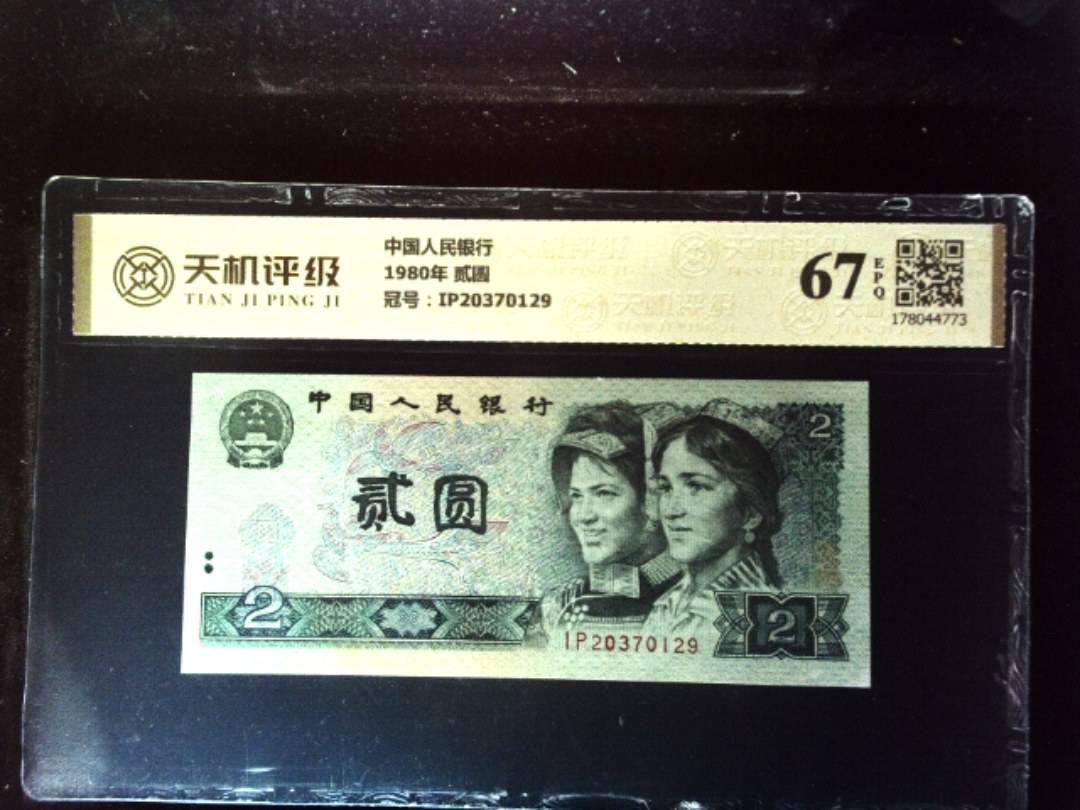 天机评级
TIAN JI PING JI
中国人民银行
1980年 贰圆
冠号：IP20370129
67
EPQ
178044773
中国人民银行
2
贰圆
2
2
IP20370129